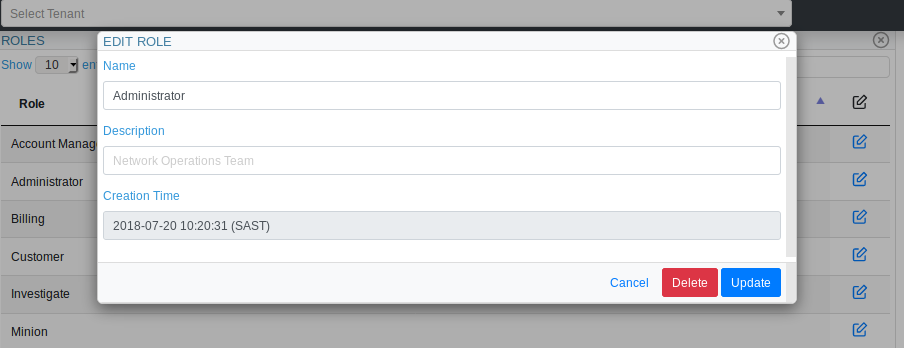 Select Tenant
ROLES
EDIT ROLE
Show 10 en
Name
Administrator
Role
Description
Account Manag
Network Operations Team
Administrator
Creation Time
Billing
2018-07-20 10:20:31 (SAST)
Customer
Investigate
Cancel Delete Update
Minion